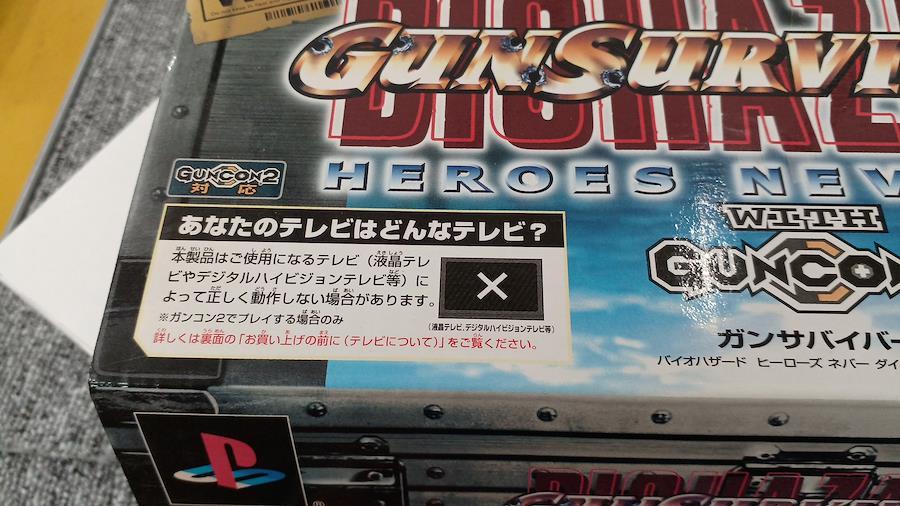 BIOHAZA
GUNSURVI
HEROES NEV
GUNCON2
対応
WITH
GUNCON
あなたのテレビはどんなテレビ？
本製品はご使用になるテレビ（液晶テレ
ビやデジタルハイビジョンテレビ等）に
よって正しく動作しない場合があります。
※ガンコン2でプレイする場合のみ
（液晶テレビ、デジタルハイビジョンテレビ等）
詳しくは裏面の「お買い上げの前に（テレビについて）」をご覧ください。
ガンサバイバー
バイオハザード ヒーローズ ネバー ダイ
BIOHAZA
GUNSURV